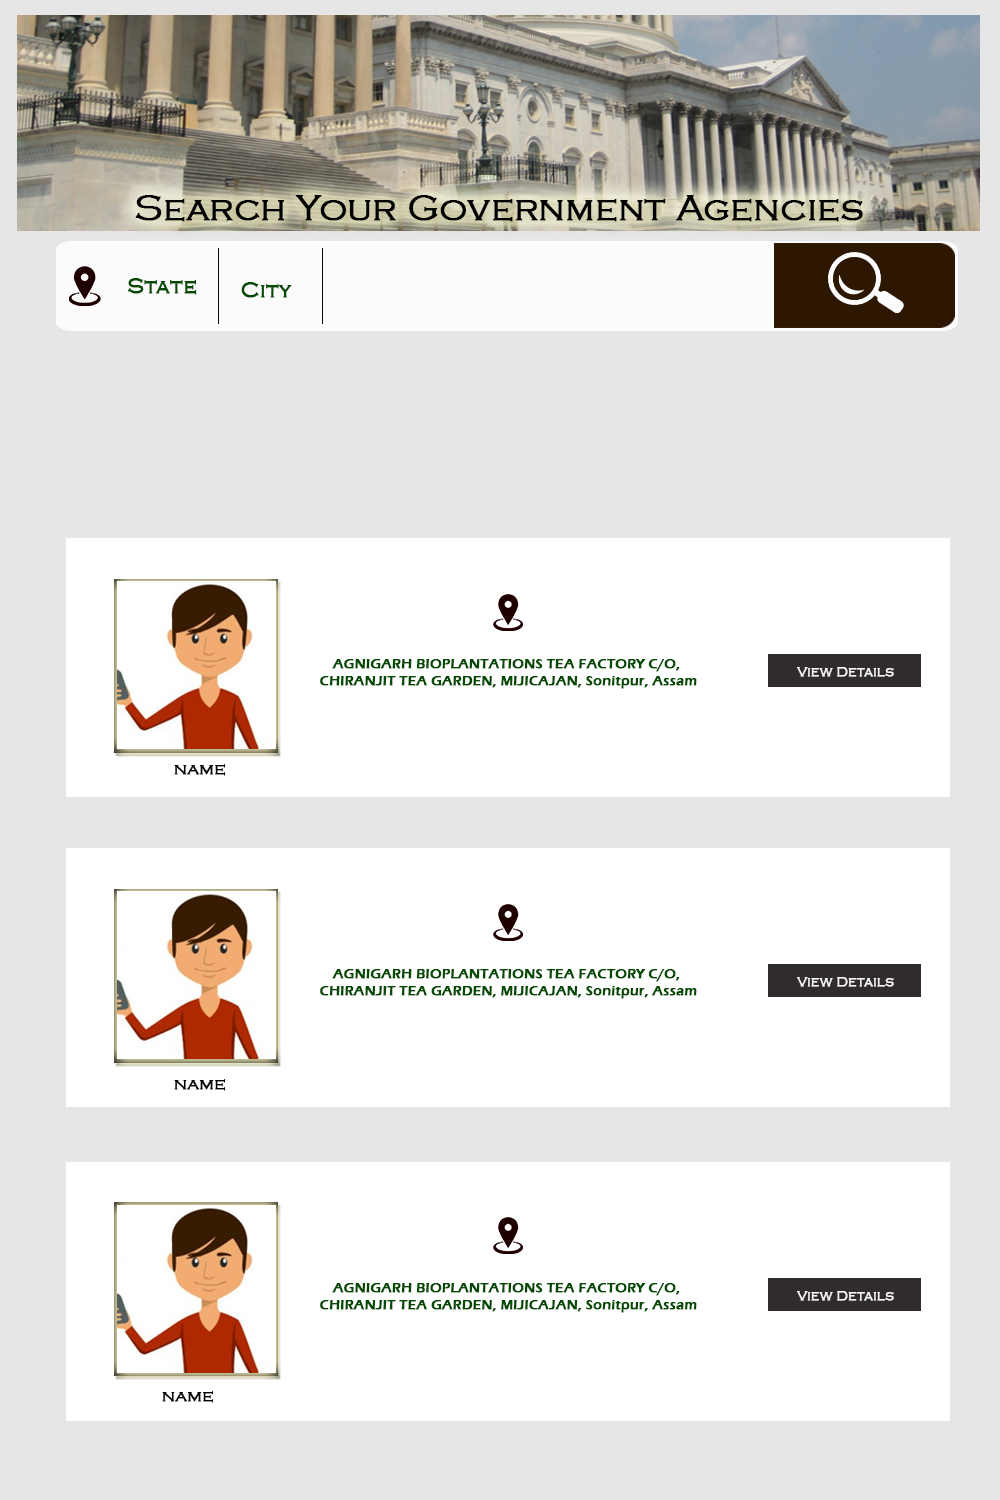 Search Your Government Agencies
State
City
AGNIGARH BIOPLANTATIONS TEA FACTORY C/O,
CHIRANJIT TEA GARDEN, MIJICAJAN, Sonitpur, Assam
View Details
NAME
AGNIGARH BIOPLANTATIONS TEA FACTORY C/O,
CHIRANJIT TEA GARDEN, MIJICAJAN, Sonitpur, Assam
View Details
NAME
AGNIGARH BIOPLANTATIONS TEA FACTORY C/O,
CHIRANJIT TEA GARDEN, MIJICAJAN, Sonitpur, Assam
View Details
NAME